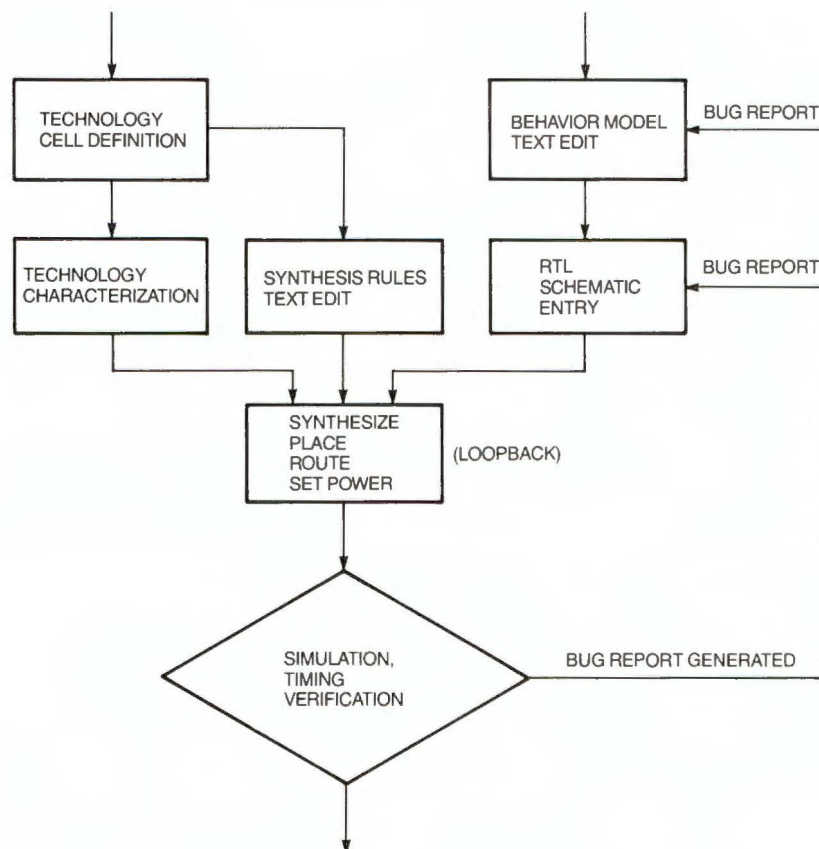 TECHNOLOGY
CELL DEFINITION
BEHAVIOR MODEL
TEXT EDIT
BUG REPORT
TECHNOLOGY
CHARACTERIZATION
SYNTHESIS RULES
TEXT EDIT
RTL
SCHEMATIC
ENTRY
BUG REPORT
SYNTHESIZE
PLACE
ROUTE
SET POWER
(LOOPBACK)
SIMULATION,
TIMING
VERIFICATION
BUG REPORT GENERATED